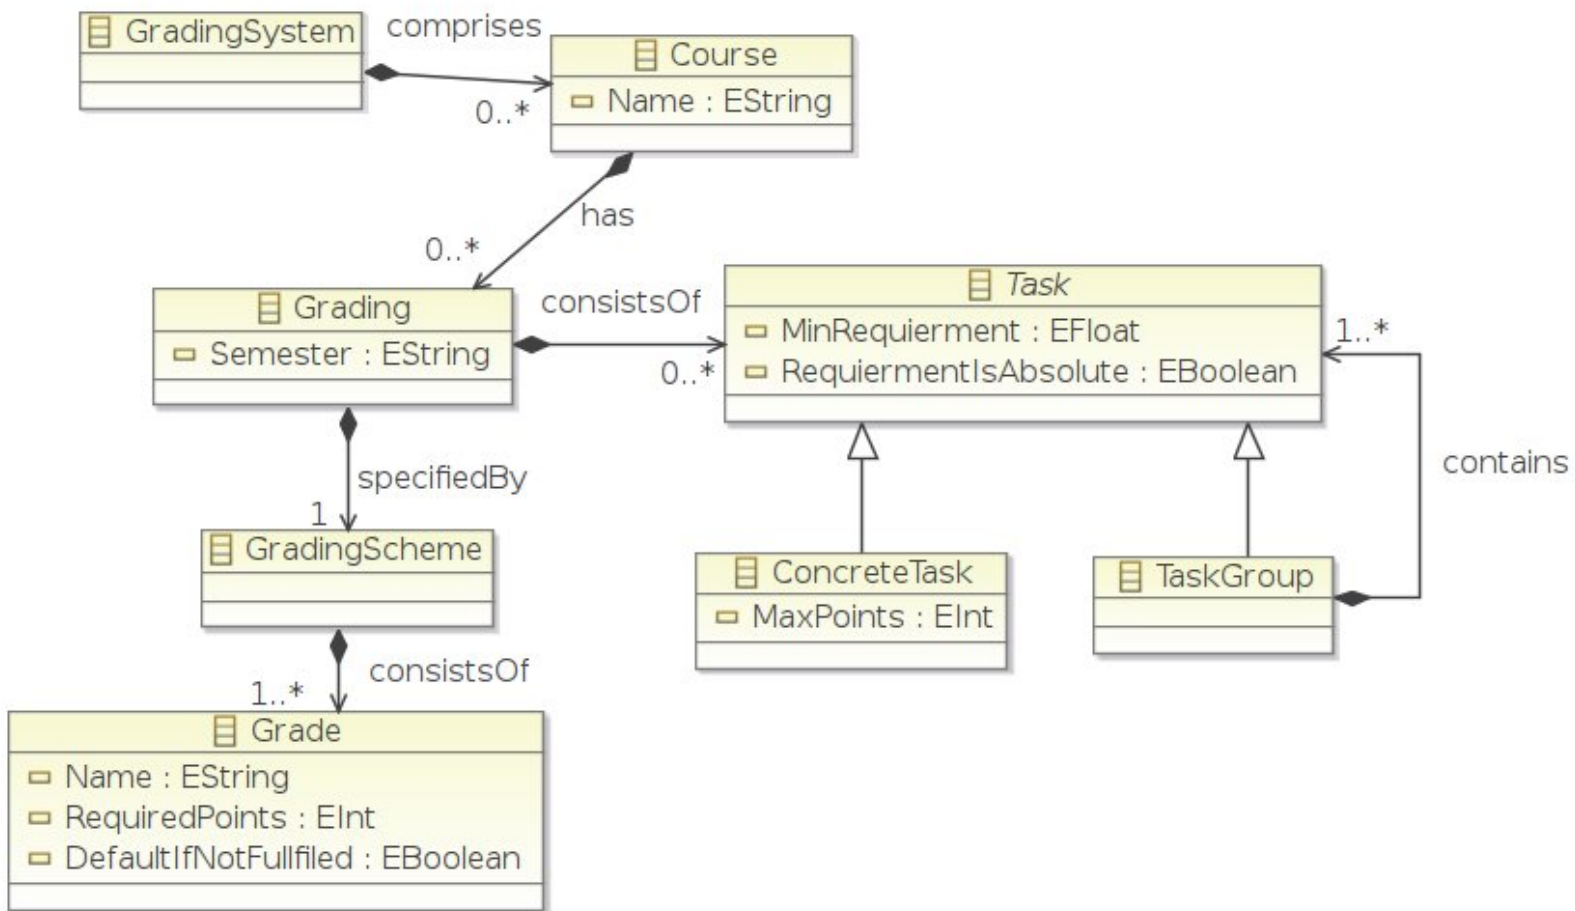 GradingSystem
comprises
0..*
Course
Name : EString
has
0..*
Grading
Semester : EString
consistsOf
0..*
Task
MinRequierment : EFloat
RequiermentIsAbsolute : EBoolean
1..*
contains
specifiedBy
1
GradingScheme
ConcreteTask
MaxPoints : EInt
TaskGroup
consistsOf
1..*
Grade
Name : EString
RequiredPoints : EInt
DefaultIfNotFullfiled : EBoolean